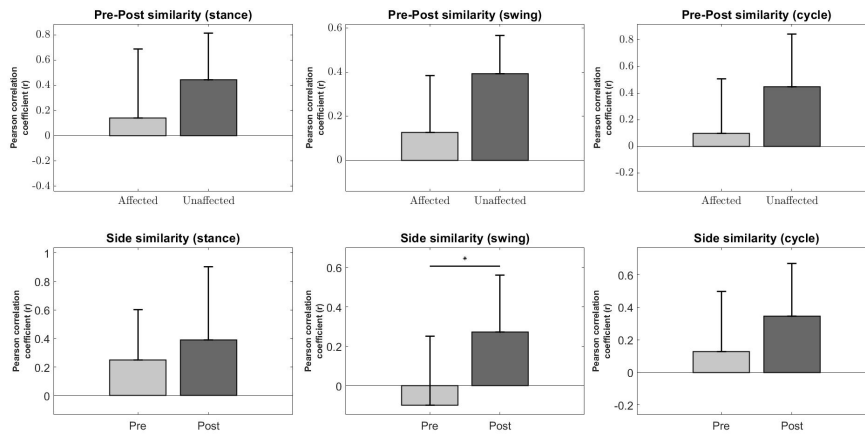 Pre-Post similarity (stance)
Pearson correlation
coefficient (r)
0.8
0.6
0.4
0.2
0
-0.2
-0.4
Affected Unaffected
Pre-Post similarity (swing)
Pearson correlation
coefficient (r)
0.6
0.4
0.2
0
Affected Unaffected
Pre-Post similarity (cycle)
Pearson correlation
coefficient (r)
0.8
0.6
0.4
0.2
0
-0.2
Affected Unaffected
Side similarity (stance)
Pearson correlation
coefficient (r)
1
0.8
0.6
0.4
0.2
0
Pre Post
Side similarity (swing)
Pearson correlation
coefficient (r)
0.6
0.4
0.2
0
*
Pre Post
Side similarity (cycle)
Pearson correlation
coefficient (r)
0.6
0.4
0.2
0
-0.2
Pre Post